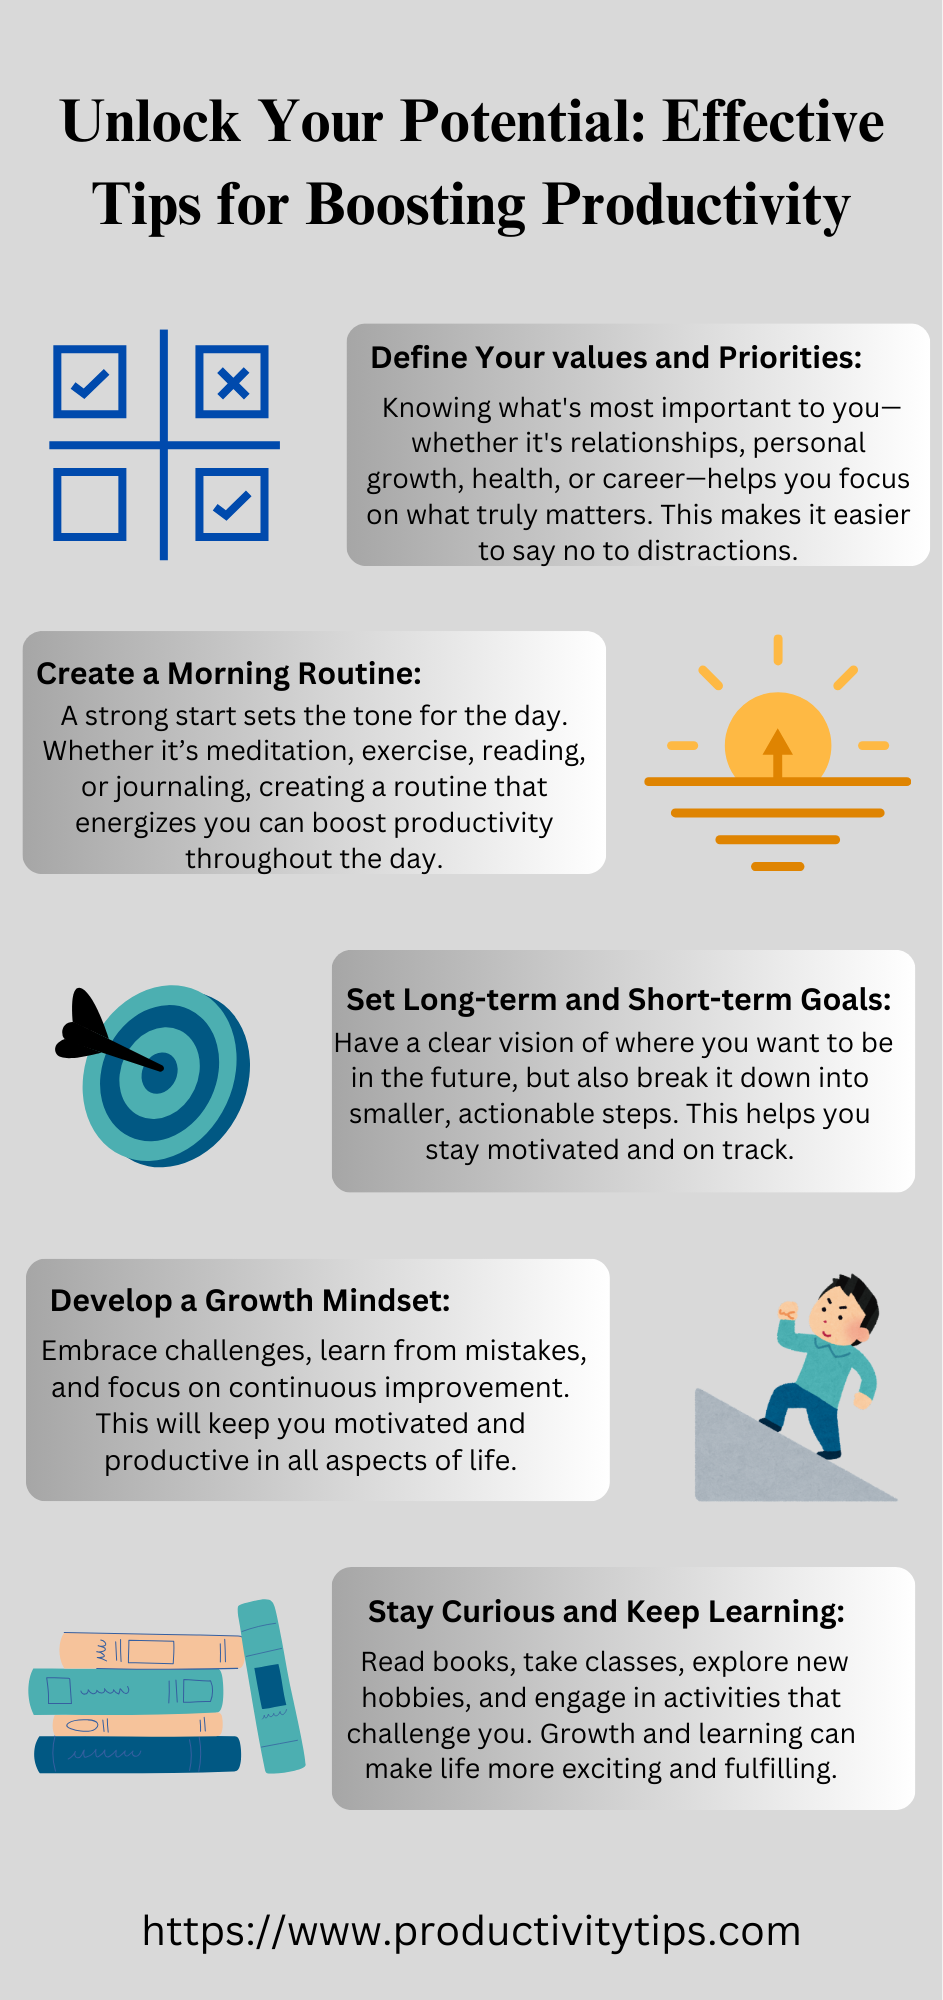 Unlock Your Potential: Effective
Tips for Boosting Productivity
Define Your values and Priorities:
Knowing what's most important to you—
whether it's relationships, personal
growth, health, or career—helps you focus
on what truly matters. This makes it easier
to say no to distractions.
Create a Morning Routine:
A strong start sets the tone for the day.
Whether it’s meditation, exercise, reading,
or journaling, creating a routine that
energizes you can boost productivity
throughout the day.
Set Long-term and Short-term Goals:
Have a clear vision of where you want to be
in the future, but also break it down into
smaller, actionable steps. This helps you
stay motivated and on track.
Develop a Growth Mindset:
Embrace challenges, learn from mistakes,
and focus on continuous improvement.
This will keep you motivated and
productive in all aspects of life.
Stay Curious and Keep Learning:
Read books, take classes, explore new
hobbies, and engage in activities that
challenge you. Growth and learning can
make life more exciting and fulfilling.
https://www.productivitytips.com